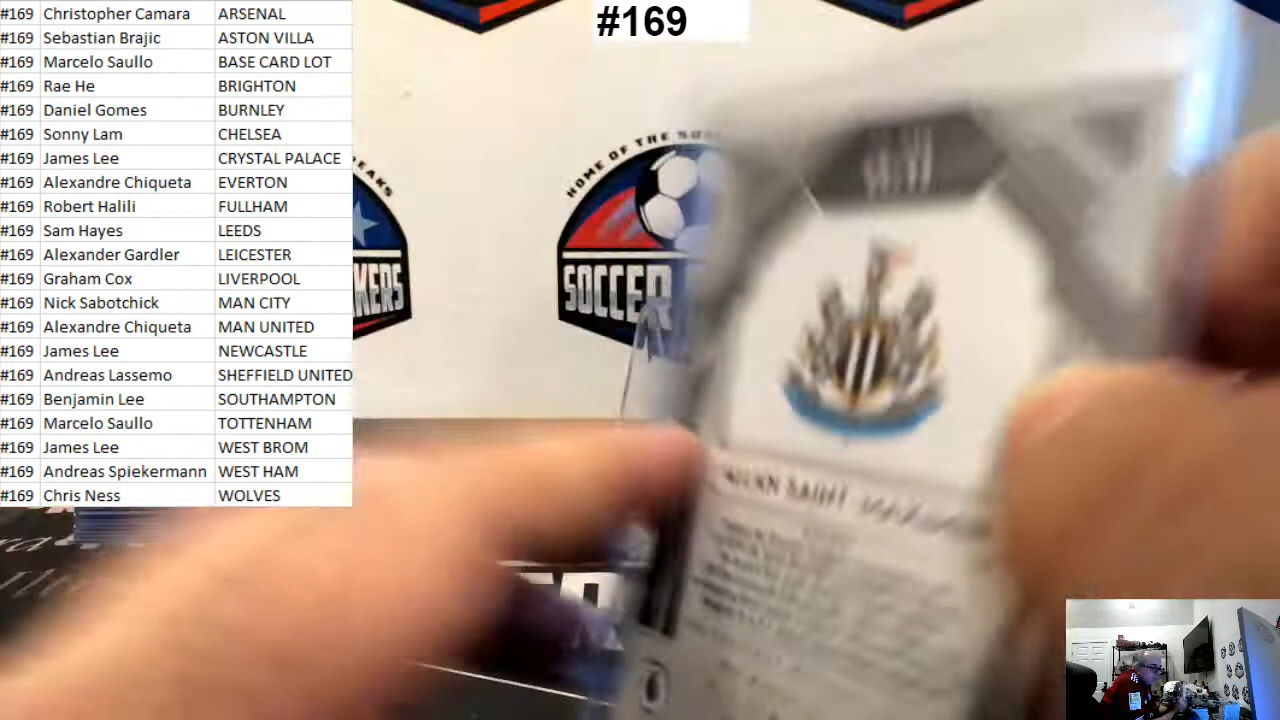 #169
#169 Christopher Camara ARSENAL
#169 Sebastian Brajic ASTON VILLA
#169 Marcelo Saullo BASE CARD LOT
#169 Rae He BRIGHTON
#169 Daniel Gomes BURNLEY
#169 Sonny Lam CHELSEA
#169 James Lee CRYSTAL PALACE
#169 Alexandre Chiqueta EVERTON
#169 Robert Halili FULLHAM
#169 Sam Hayes LEEDS
#169 Alexander Gardler LEICESTER
#169 Graham Cox LIVERPOOL
#169 Nick Sabotchick MAN CITY
#169 Alexandre Chiqueta MAN UNITED
#169 James Lee NEWCASTLE
#169 Andreas Lassemo SHEFFIELD UNITED
#169 Benjamin Lee SOUTHAMPTON
#169 Marcelo Saullo TOTTENHAM
#169 James Lee WEST BROM
#169 Andreas Spiekermann WEST HAM
#169 Chris Ness WOLVES
HOME OF THE
SOCCER